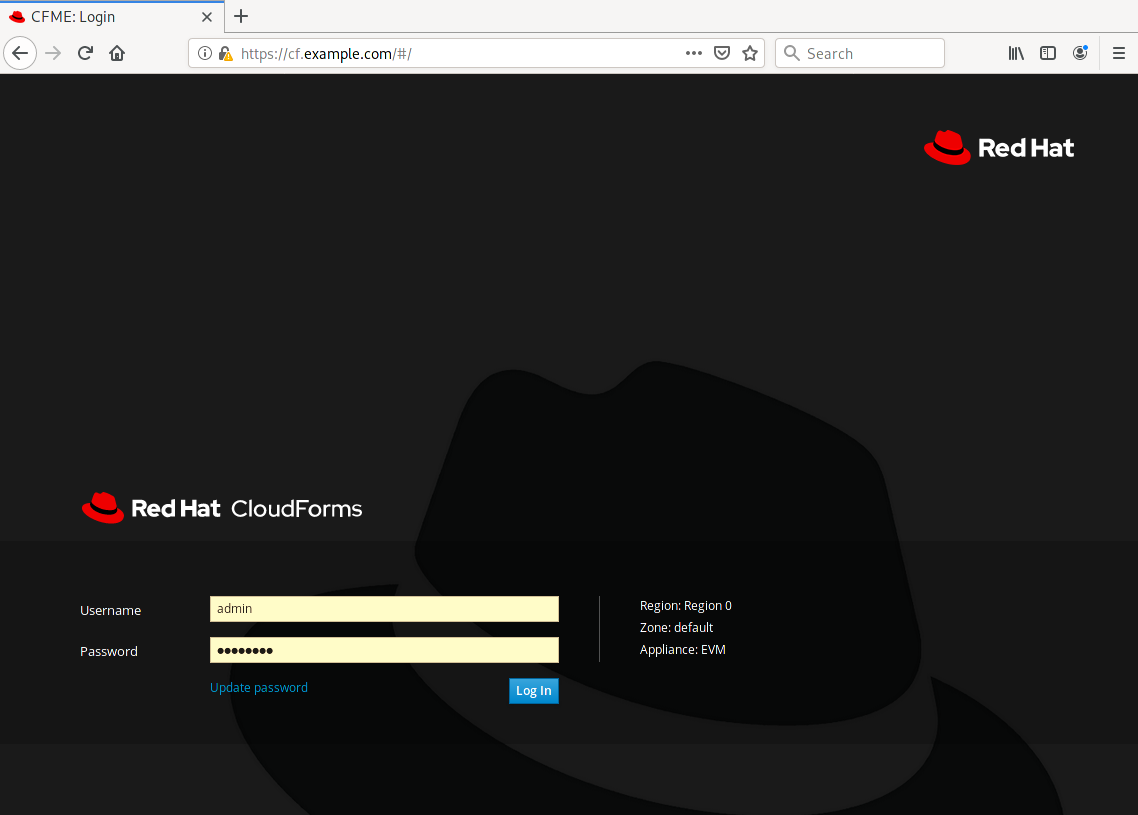 CFME: Login
https://cf.example.com/#/
Search
Red Hat
Red Hat CloudForms
Username
admin
Region: Region 0
Zone: default
Password
••••••••
Appliance: EVM
Update password
Log In